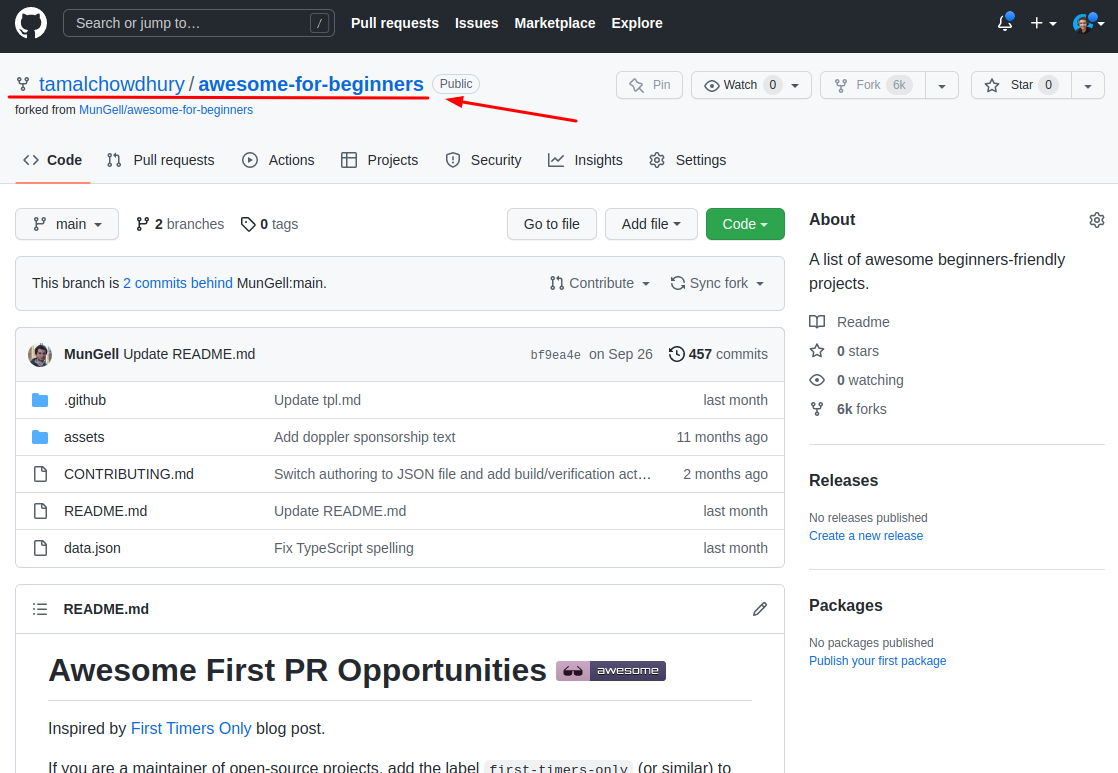 Search or jump to… / Pull requests Issues Marketplace Explore
tamalchowdhury / awesome-for-beginners Public Pin Watch 0 Fork 6k Star 0
forked from MunGell/awesome-for-beginners
Code Pull requests Actions Projects Security Insights Settings
main 2 branches 0 tags Go to file Add file Code
This branch is 2 commits behind MunGell:main. Contribute Sync fork
MunGell Update README.md bf9ea4e on Sep 26 457 commits
.github Update tpl.md last month
assets Add doppler sponsorship text 11 months ago
CONTRIBUTING.md Switch authoring to JSON file and add build/verification act… 2 months ago
README.md Update README.md last month
data.json Fix TypeScript spelling last month
README.md
Awesome First PR Opportunities awesome
Inspired by First Timers Only blog post.
If you are a maintainer of open-source projects, add the label first-timers-only (or similar) to
About
A list of awesome beginners-friendly
projects.
Readme
0 stars
0 watching
6k forks
Releases
No releases published
Create a new release
Packages
No packages published
Publish your first package